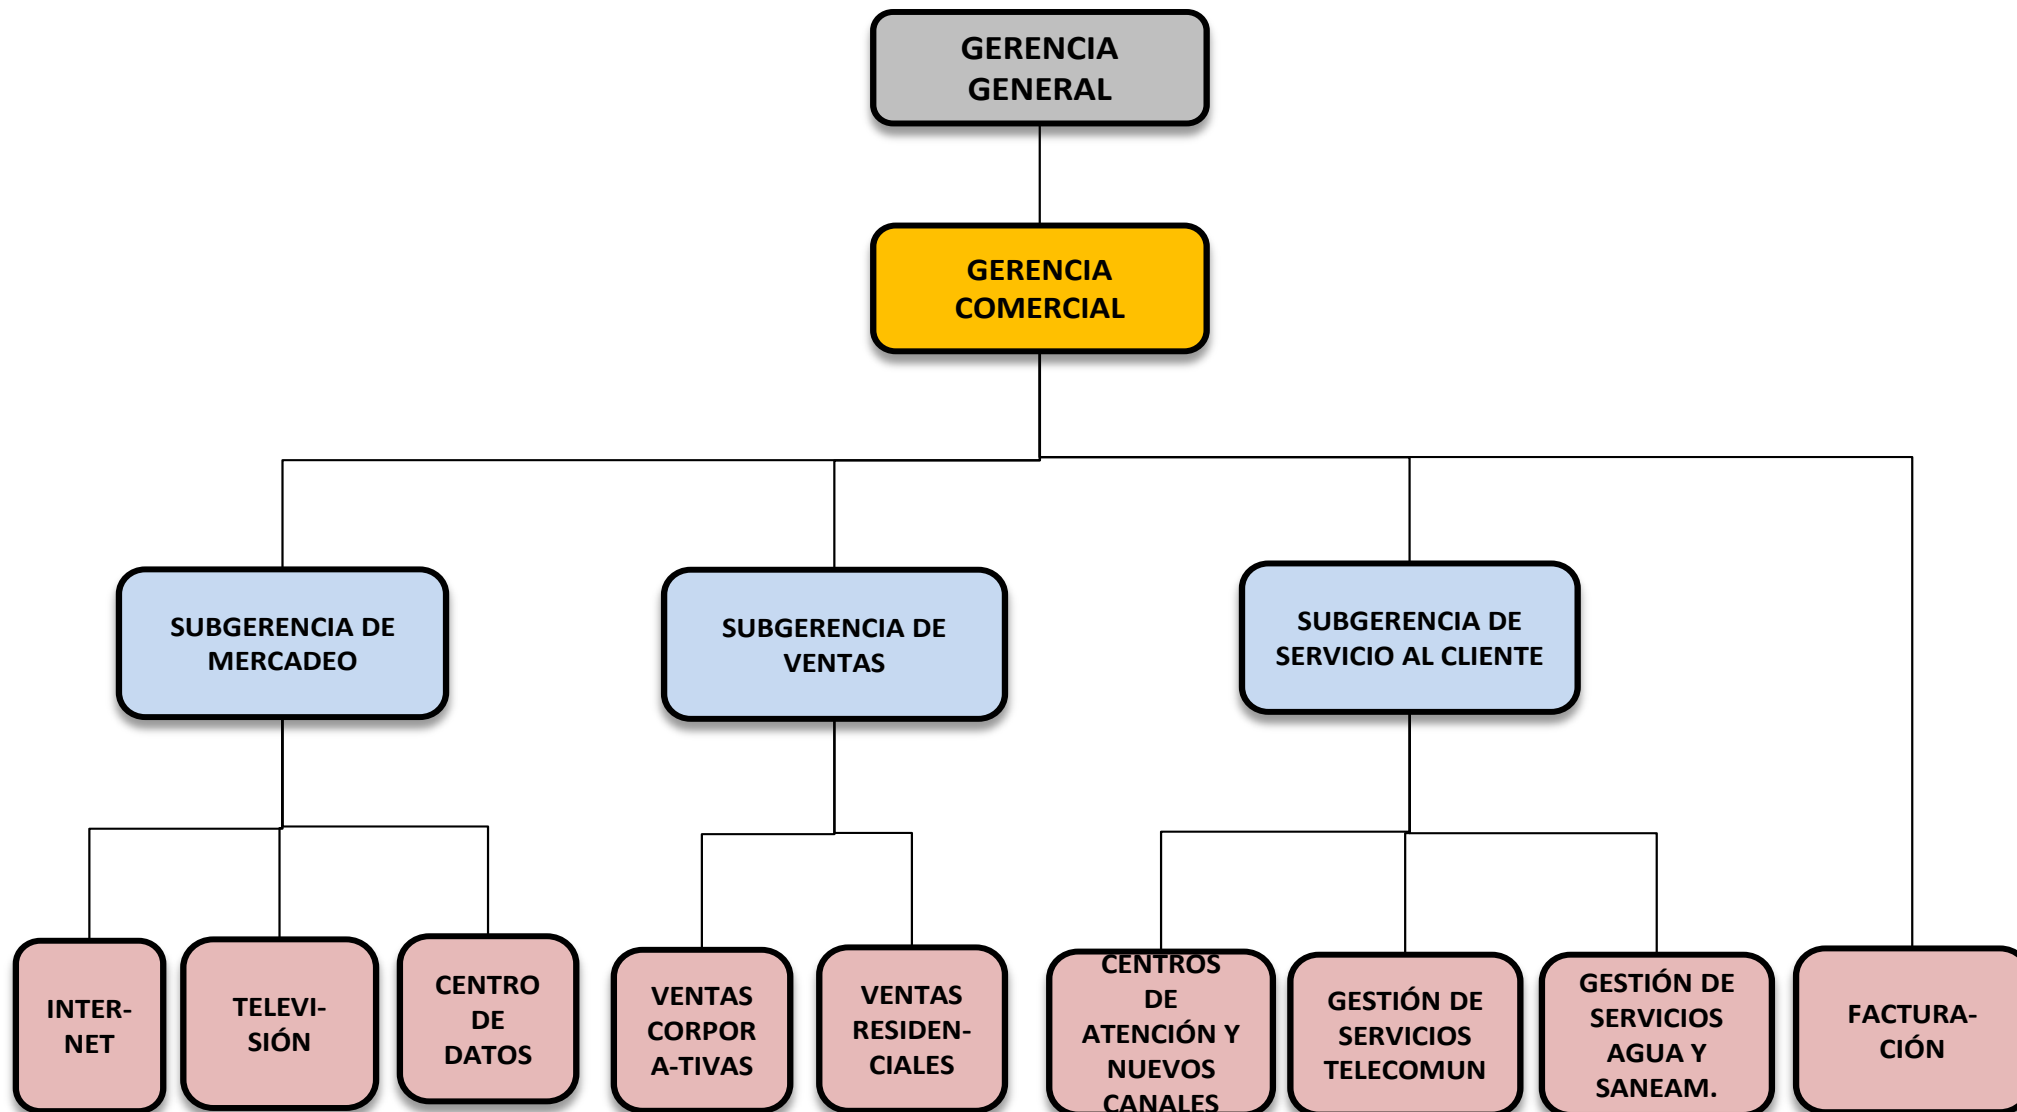 GERENCIA
GENERAL
GERENCIA
COMERCIAL
SUBGERENCIA DE
MERCADEO
SUBGERENCIA DE
VENTAS
SUBGERENCIA DE
SERVICIO AL CLIENTE
INTER-
NET
TELEVI-
SIÓN
CENTRO
DE
DATOS
VENTAS
CORPOR
A-TIVAS
VENTAS
RESIDEN-
CIALES
CENTROS
DE
ATENCIÓN Y
NUEVOS
CANALES
GESTIÓN DE
SERVICIOS
TELECOMUN
GESTIÓN DE
SERVICIOS
AGUA Y
SANEAM.
FACTURA-
CIÓN